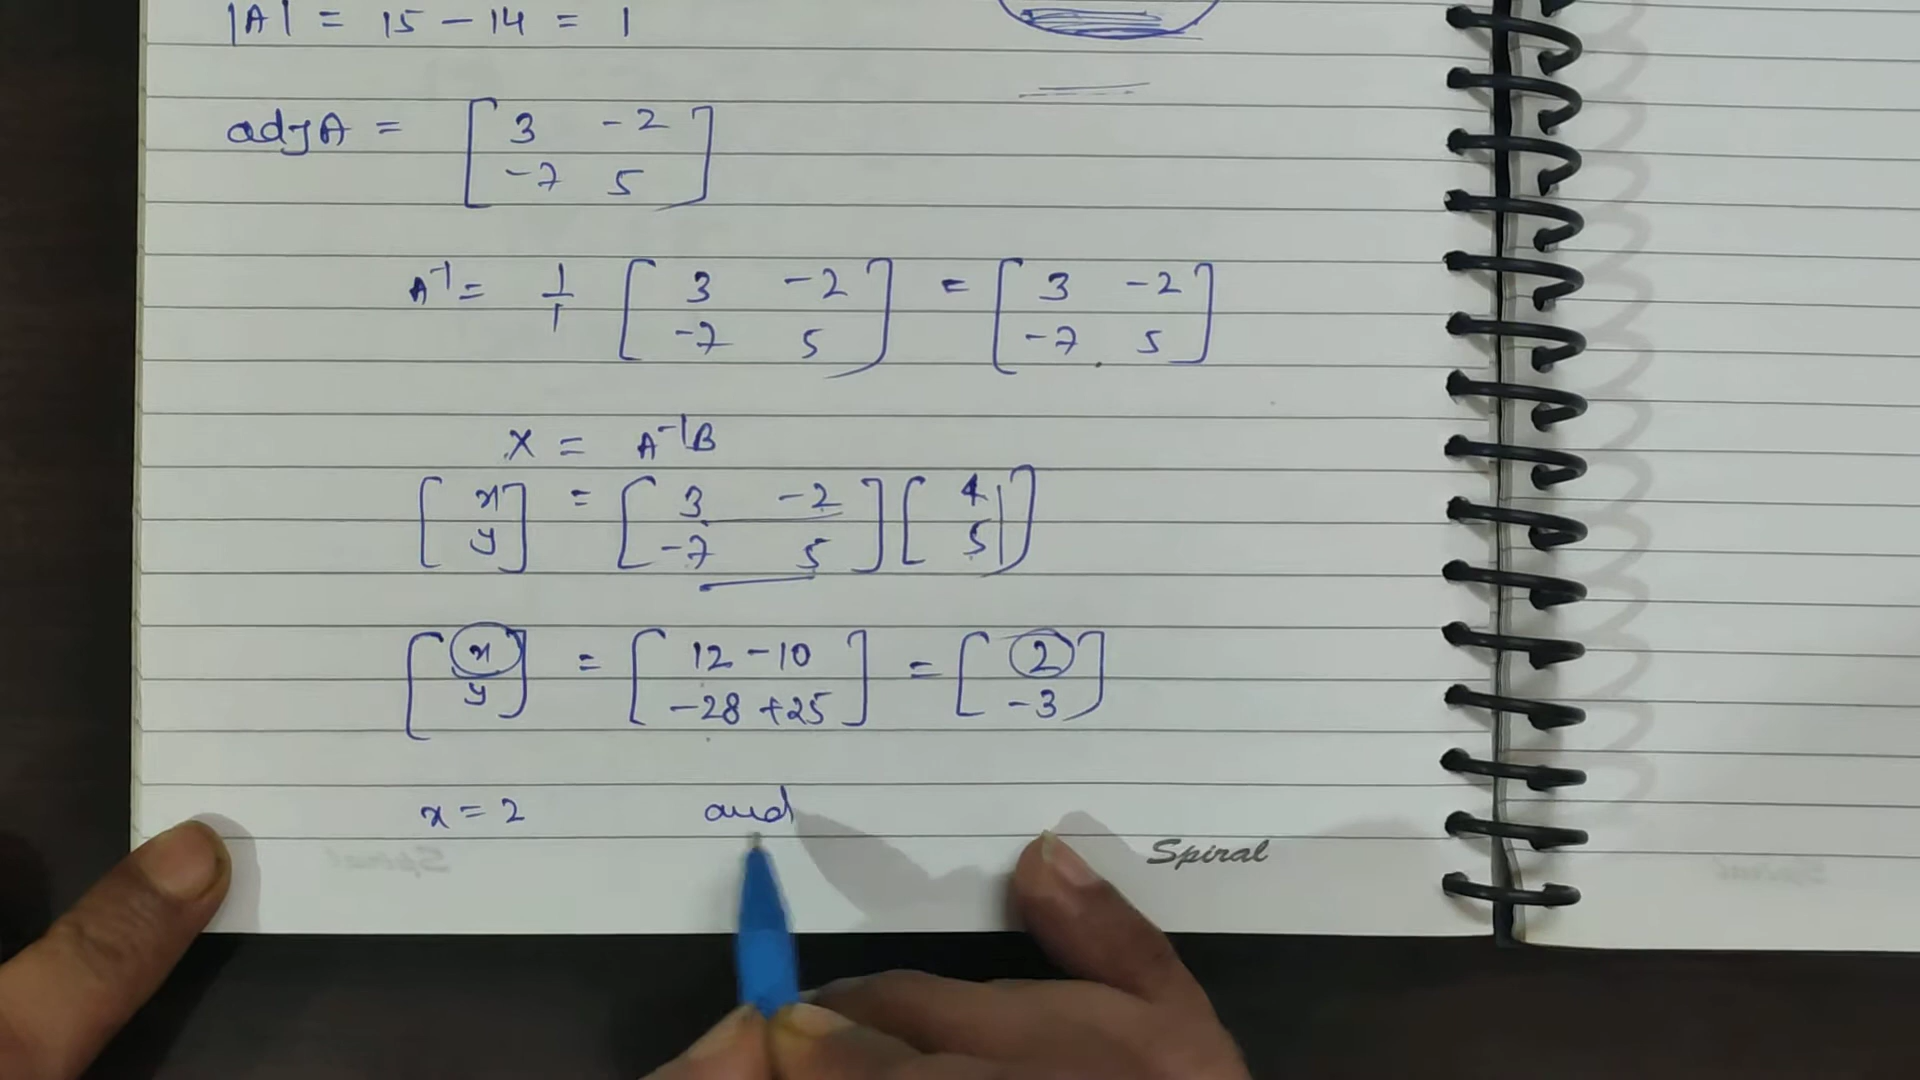 |A| = 15 - 14 = 1
adjA = [ 3 -2
-7 5 ]
A⁻¹ = 1/1 [ 3 -2 = [ 3 -2
-7 5 ] -7 5 ]
X = A⁻¹B
[ x = [ 3 -2 [ 4
y ] -7 5 ] 5 ]
[ x = [ 12 - 10 = [ 2
y ] -28 + 25 ] -3 ]
x = 2 and
Spiral